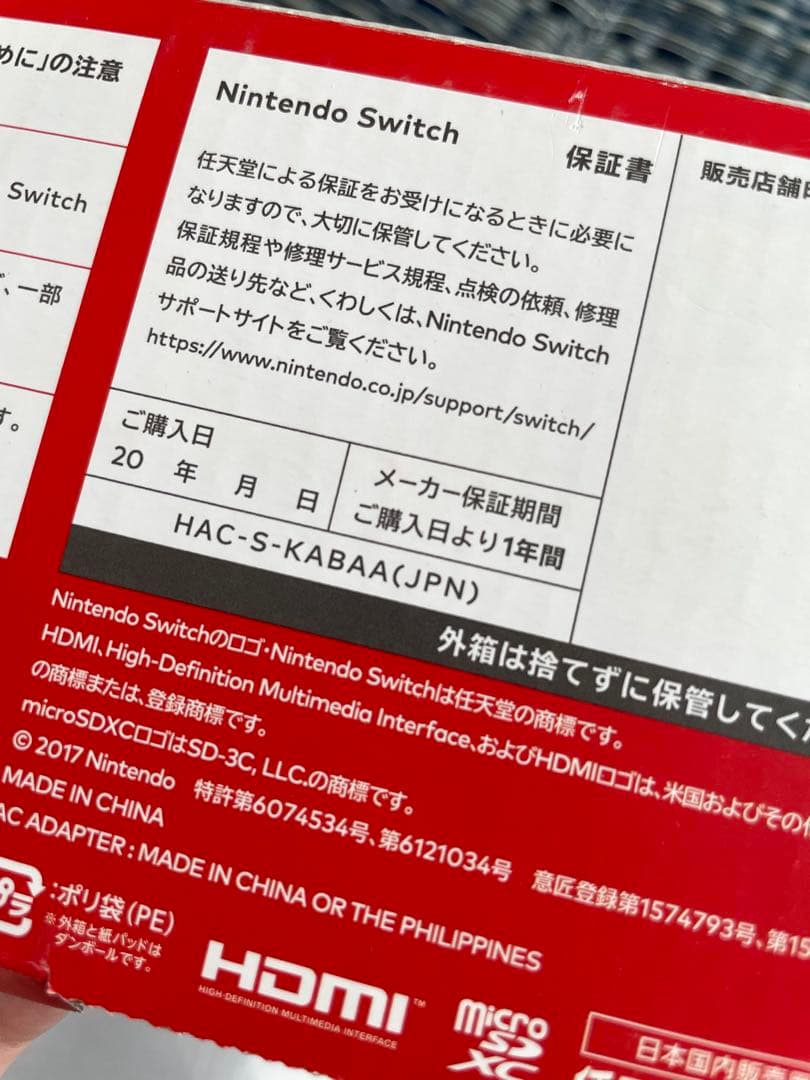 めに」の注意
Switch
、一部
す。
Nintendo Switch
保証書
任天堂による保証をお受けになるときに必要に
なりますので、大切に保管してください。
保証規程や修理サービス規程、点検の依頼、修理
品の送り先など、くわしくは、Nintendo Switch
サポートサイトをご覧ください。
https://www.nintendo.co.jp/support/switch/
ご購入日
20 年 月 日
メーカー保証期間
ご購入日より1年間
HAC-S-KABAA(JPN)
販売店舗
外箱は捨てずに保管してく
Nintendo Switchのロゴ・Nintendo Switchは任天堂の商標です。
HDMI、High-Definition Multimedia Interface、およびHDMIロゴは、米国およびその
の商標または、登録商標です。
microSDXCロゴはSD-3C, LLC.の商標です。
© 2017 Nintendo 特許第6074534号、第6121034号 意匠登録第1574793号、第15
MADE IN CHINA
AC ADAPTER : MADE IN CHINA OR THE PHILIPPINES
プラ
:ポリ袋(PE)
※外箱と紙パッドは
ダンボールです。
HDMI™
HIGH-DEFINITION MULTIMEDIA INTERFACE
micro
SD
XC
日本国内販売